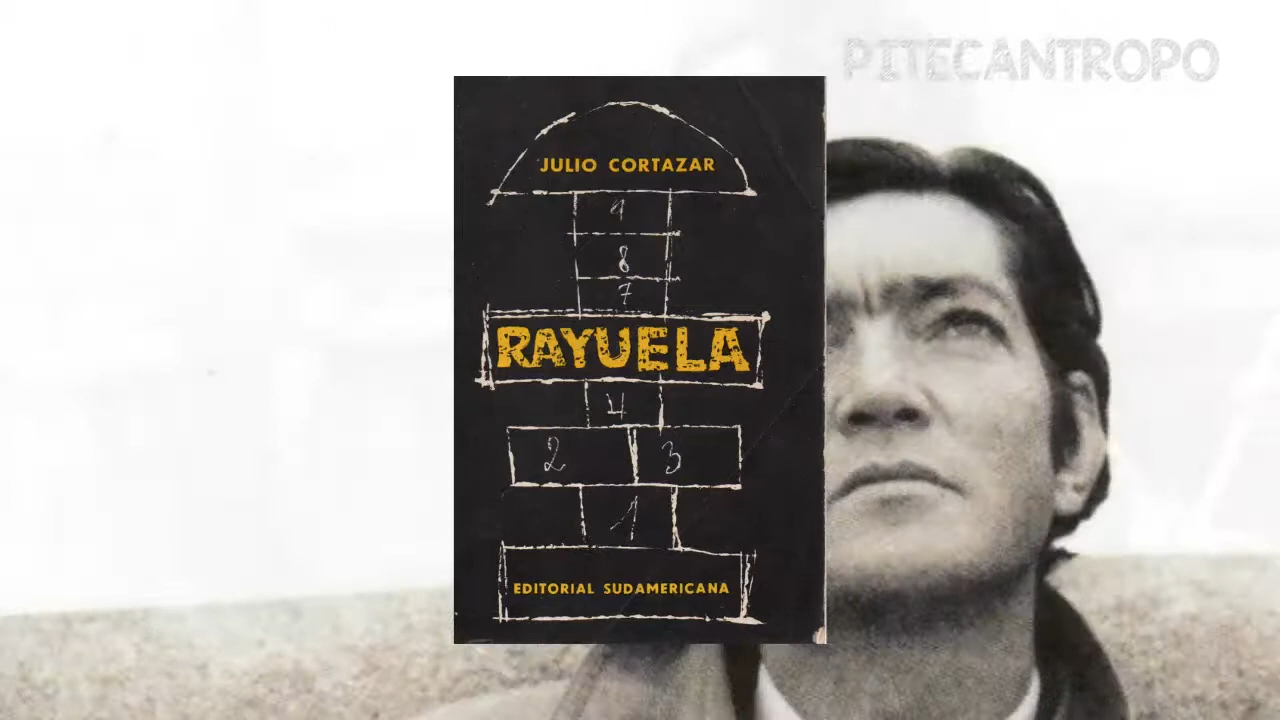 PITECANTROPO
JULIO CORTAZAR
9
8
7
RAYUELA
4
2 3
1
EDITORIAL SUDAMERICANA